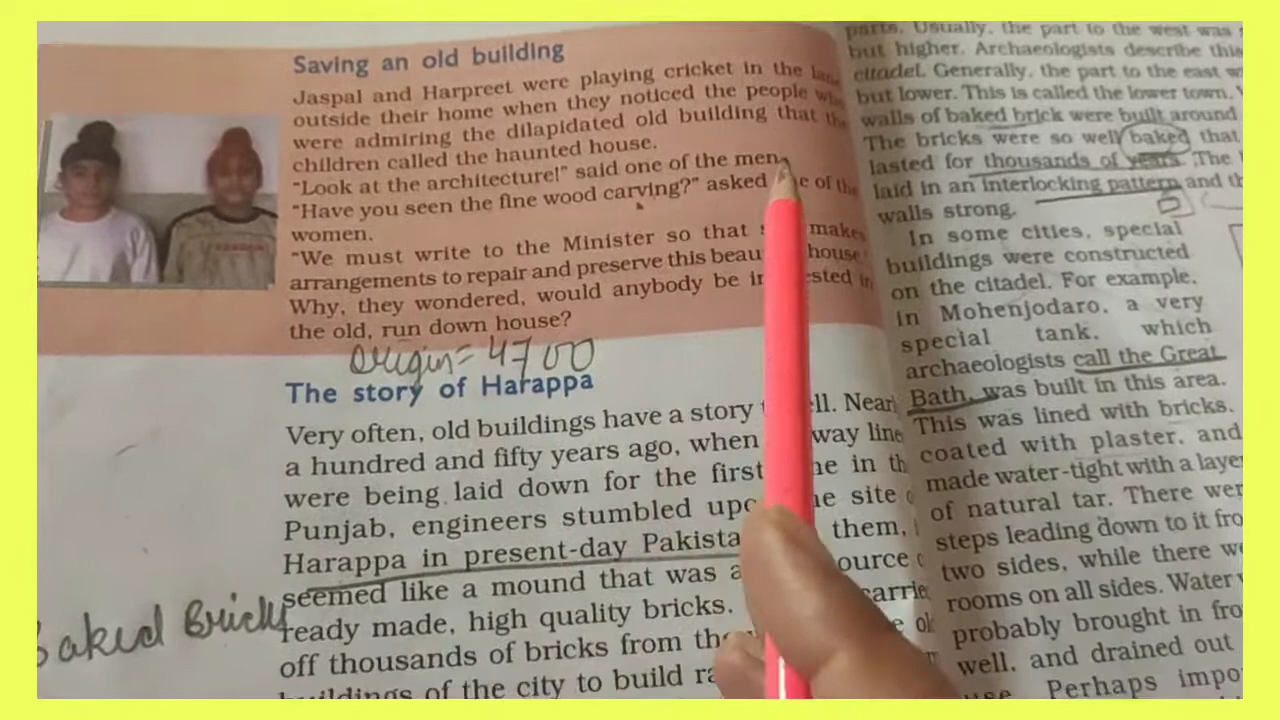 Saving an old building
Jaspal and Harpreet were playing cricket in the
outside their home when they noticed the people who
were admiring the dilapidated old building that the
children called the haunted house.
"Look at the architecture!" said one of the men.
"Have you seen the fine wood carving?" asked of the
women.
"We must write to the Minister so that makes
arrangements to repair and preserve this house
Why, they wondered, would anybody be in
the old, run down house?
origin = 4700
The story of Harappa
Very often, old buildings have a story
a hundred and fifty years ago, when line
were being laid down for the first in
Punjab, engineers stumbled site
Harappa in present-day them,
seemed like a mound that was
ready made, high quality bricks.
off thousands of bricks from
of the city to build
Baked Bricks
parts. Usually, the part to the west was
but higher. Archaeologists describe this
citadel. Generally, the part to the east
but lower. This is called the lower town.
walls of baked brick were built around
The bricks were so well baked that
lasted for thousands of years. The
laid in an interlocking pattern and
walls strong.
In some cities, special
buildings were constructed
on the citadel. For example,
in Mohenjodaro, a very
special tank, which
archaeologists call the Great
Bath, was built in this area.
This was lined with bricks,
coated with plaster, and
made water-tight with a layer
of natural tar. There
steps leading down to it
two sides, while there
rooms on all sides. Water
probably brought in
well, and drained out
Perhaps